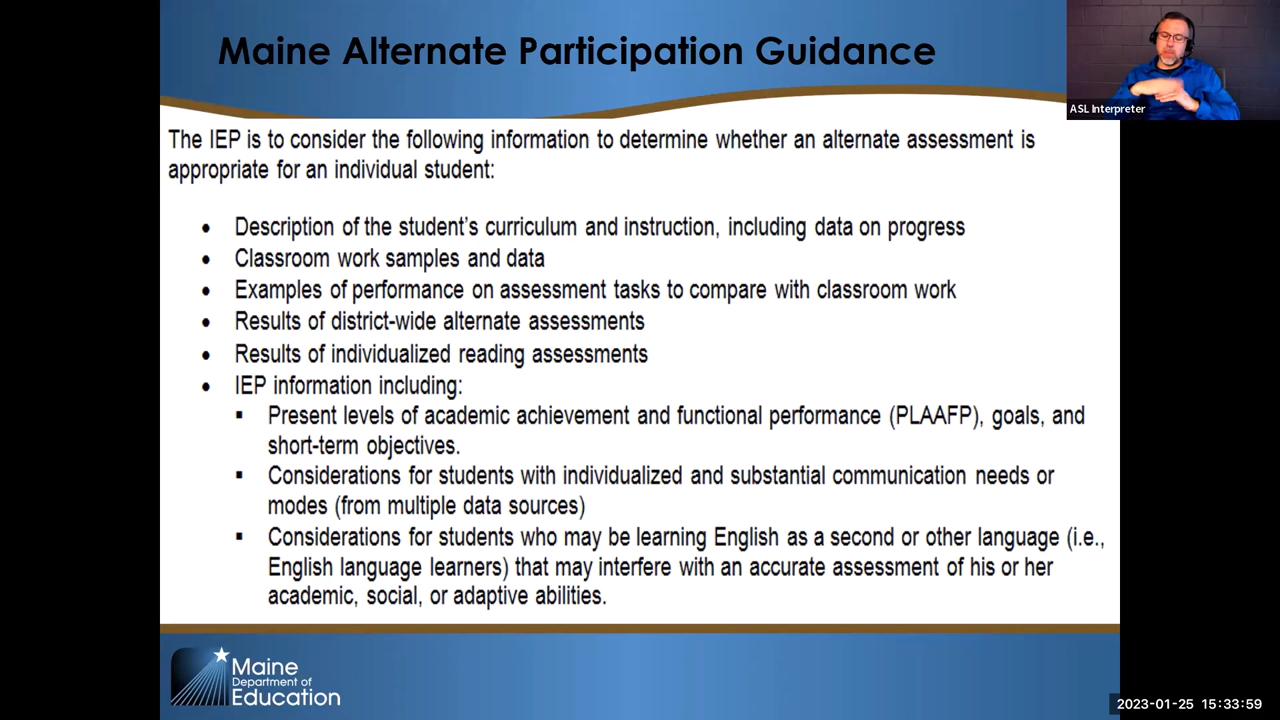 Maine Alternate Participation Guidance
ASL Interpreter
The IEP is to consider the following information to determine whether an alternate assessment is
appropriate for an individual student:
• Description of the student's curriculum and instruction, including data on progress
• Classroom work samples and data
• Examples of performance on assessment tasks to compare with classroom work
• Results of district-wide alternate assessments
• Results of individualized reading assessments
• IEP information including:
▪ Present levels of academic achievement and functional performance (PLAAFP), goals, and
short-term objectives.
▪ Considerations for students with individualized and substantial communication needs or
modes (from multiple data sources)
▪ Considerations for students who may be learning English as a second or other language (i.e.,
English language learners) that may interfere with an accurate assessment of his or her
academic, social, or adaptive abilities.
Maine
Department of
Education
2023-01-25 15:33:59